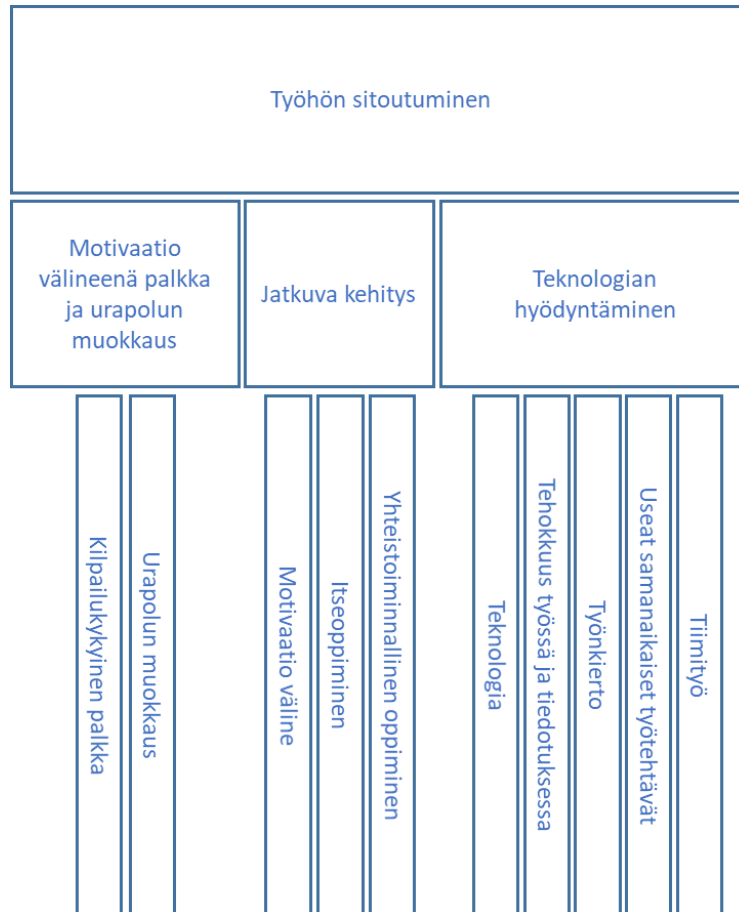 Työhön sitoutuminen
Motivaatio
välineenä palkka
ja urapolun
muokkaus
Jatkuva kehitys
Teknologian
hyödyntäminen
Kilpailukykyinen palkka
Urapolun muokkaus
Motivaatio väline
Itseoppiminen
Yhteistoiminnallinen oppiminen
Teknologia
Tehokkuus työssä ja tiedotuksessa
Työnkierto
Useat samanaikaiset työtehtävät
Tiimityö